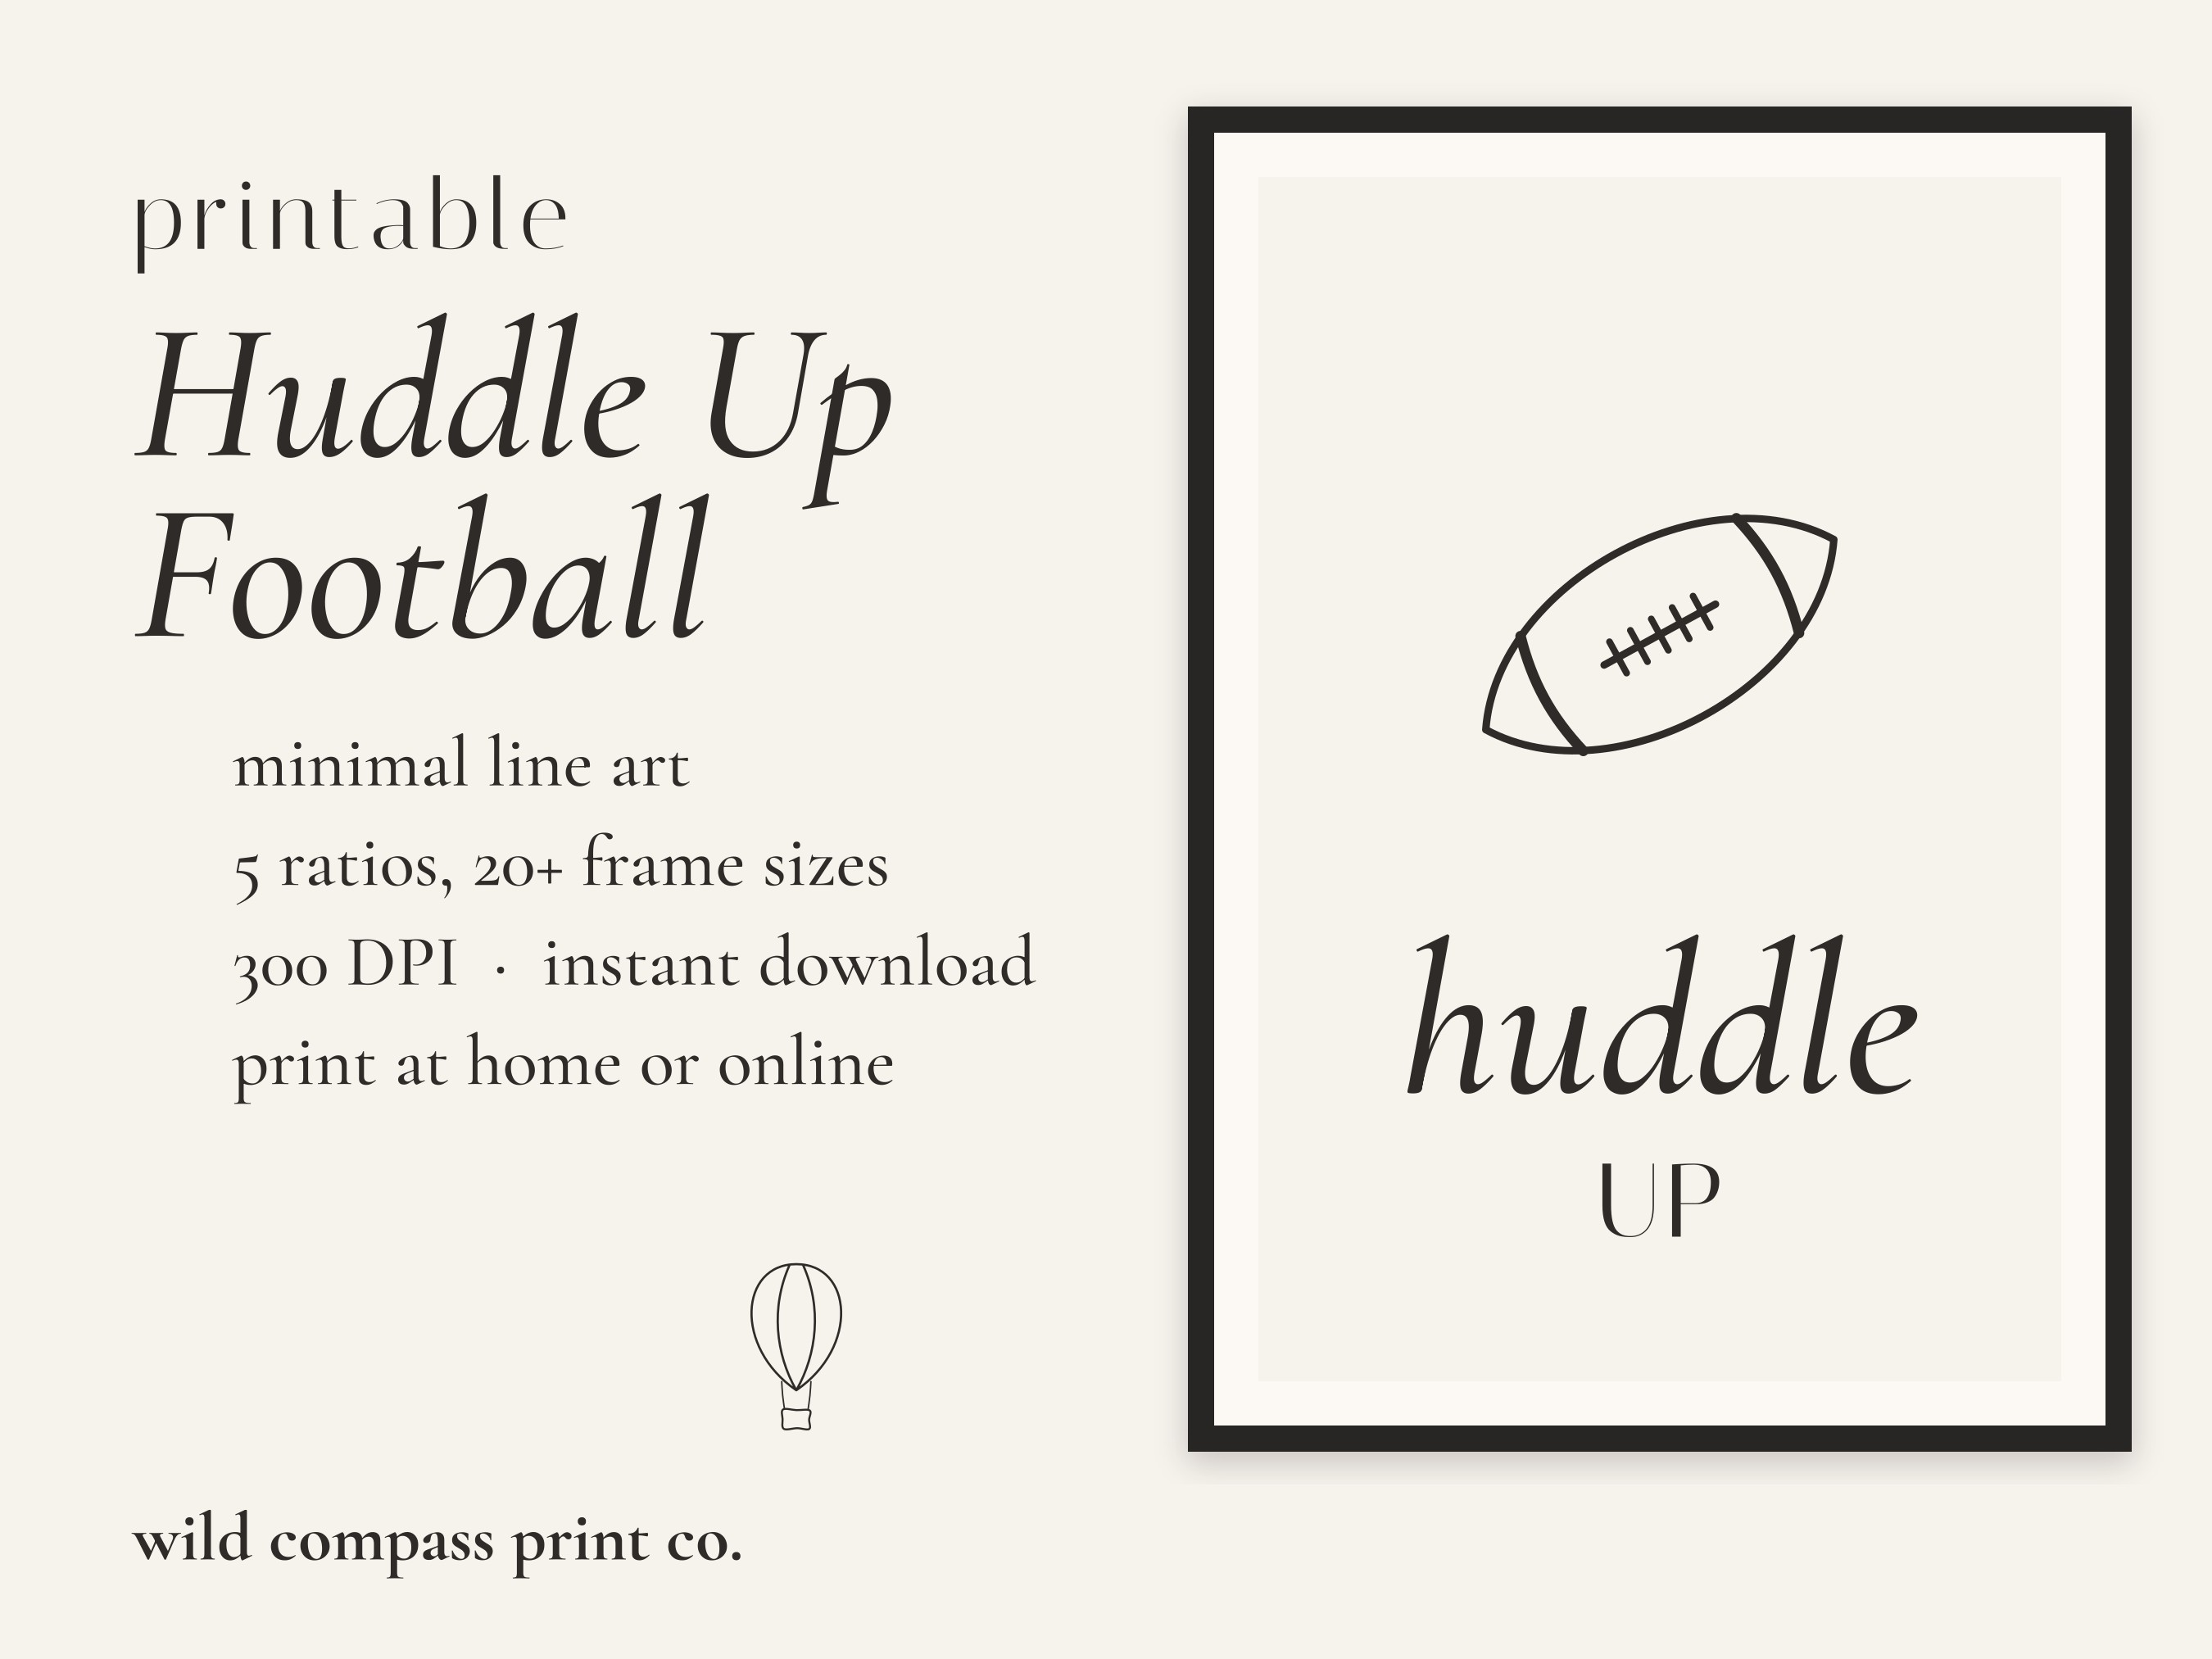 printable
Huddle Up
Football
minimal line art
5 ratios, 20+ frame sizes
300 DPI · instant download
print at home or online
wild compass print co.
huddle
UP